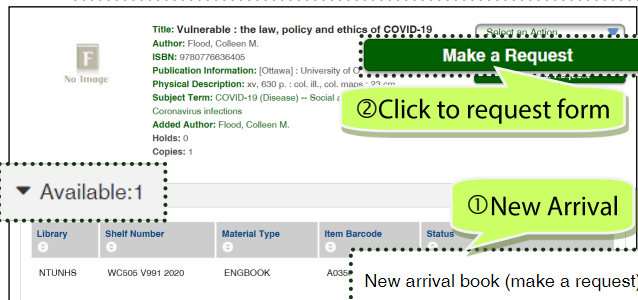 Title: Vulnerable : the law, policy and ethics of COVID-19
Select an Action
Author: Flood, Colleen M.
ISBN: 9780776636405
Make a Request
F
No Image
Publication Information: [Ottawa] : University of
Physical Description: xv, 630 p. : col. ill., col. maps ; 23 cm
Subject Term: COVID-19 (Disease) -- Social
Coronavirus infections
②Click to request form
Added Author: Flood, Colleen M.
Holds: 0
Copies: 1
Available:1
①New Arrival
Library Shelf Number Material Type Item Barcode Status
NTUNHS WC505 V991 2020 ENGBOOK
New arrival book (make a request)